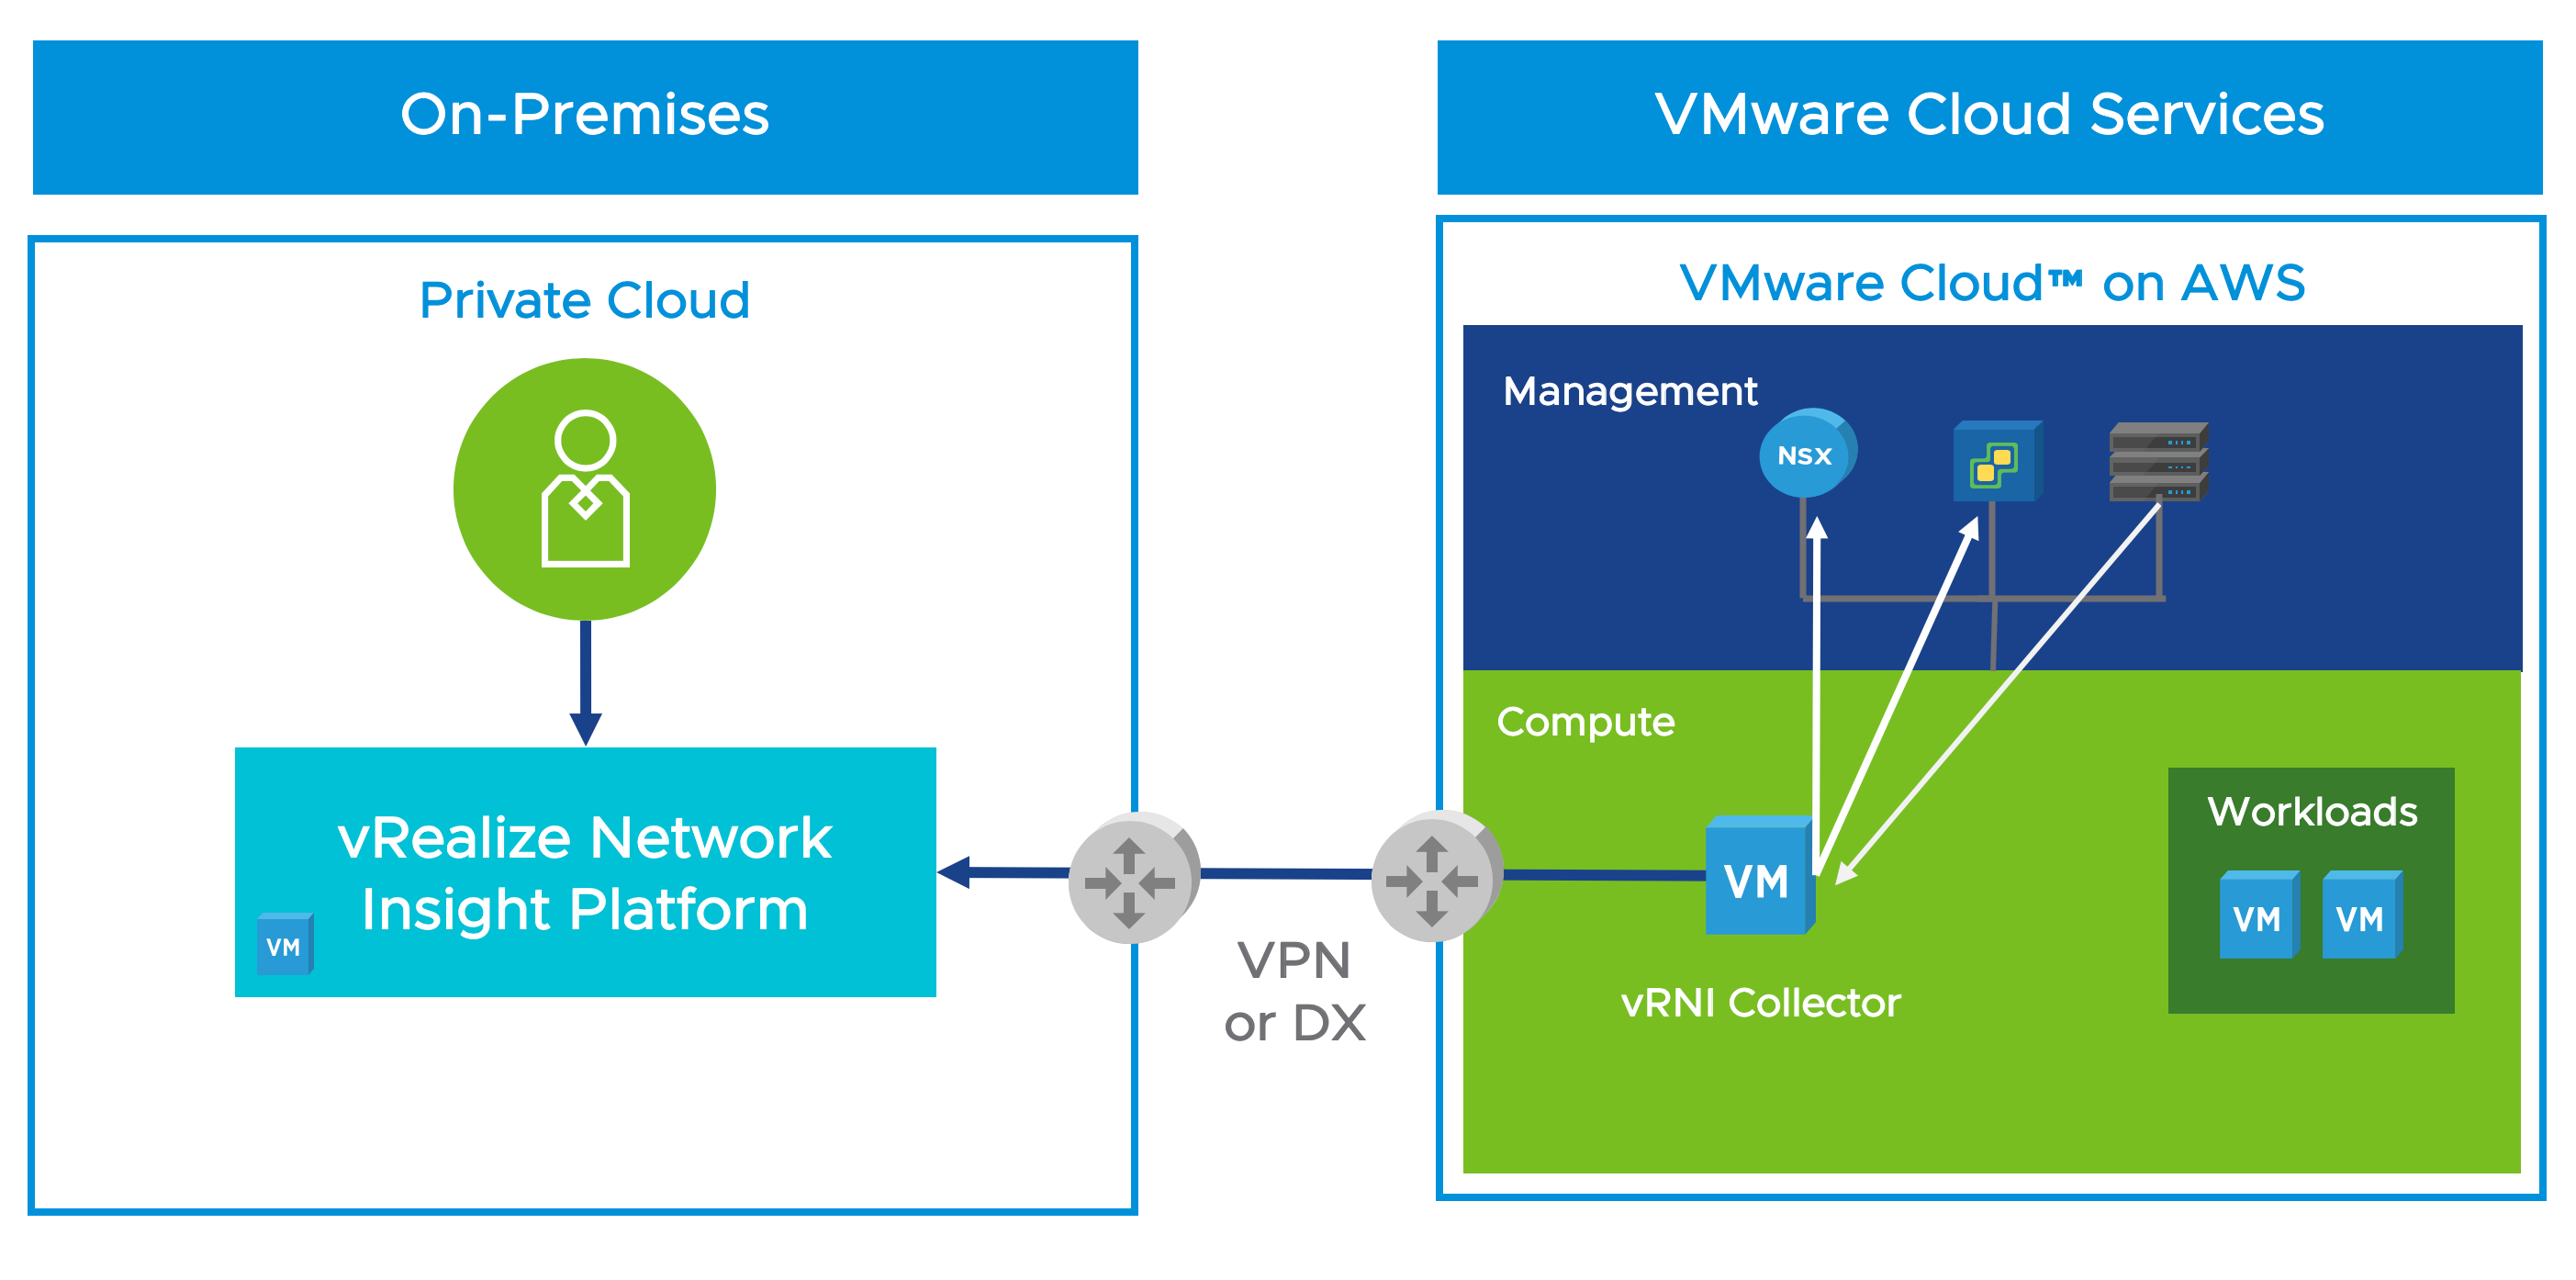 On-Premises
VMware Cloud Services
Private Cloud
vRealize Network
Insight Platform
VM
VPN
or DX
VMware Cloud™ on AWS
Management
NSX
Compute
VM
vRNI Collector
Workloads
VM VM